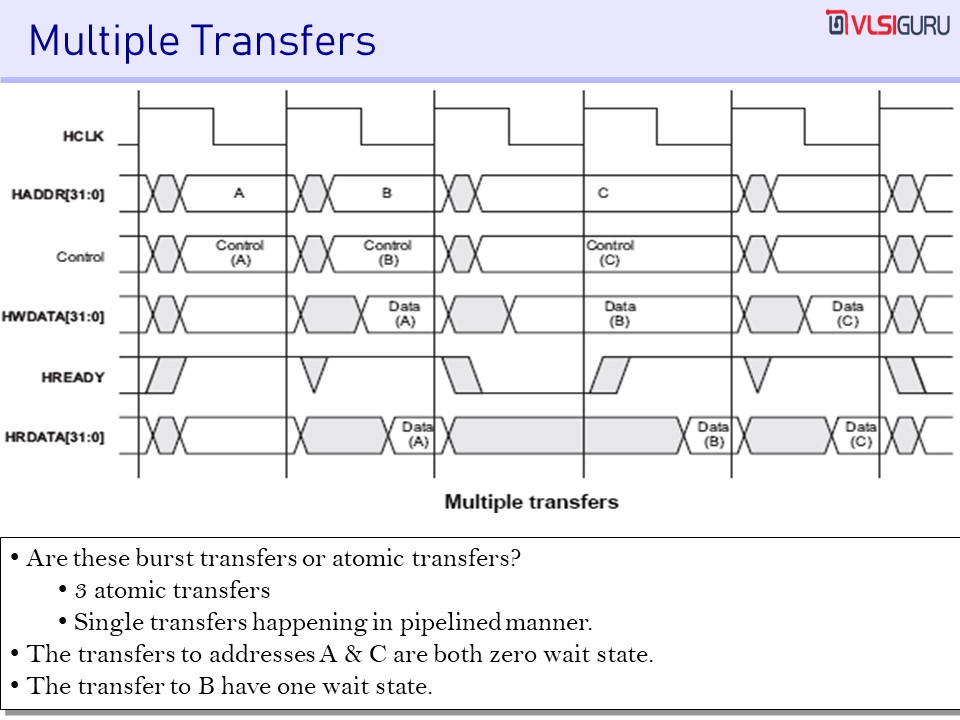 Multiple Transfers
VLSIGURU
HCLK
HADDR[31:0] A B C
Control Control (A) Control (B) Control (C)
HWDATA[31:0] Data (A) Data (B) Data (C)
HREADY
HRDATA[31:0] Data (A) Data (B) Data (C)
Multiple transfers
• Are these burst transfers or atomic transfers?
• 3 atomic transfers
• Single transfers happening in pipelined manner.
• The transfers to addresses A & C are both zero wait state.
• The transfer to B have one wait state.